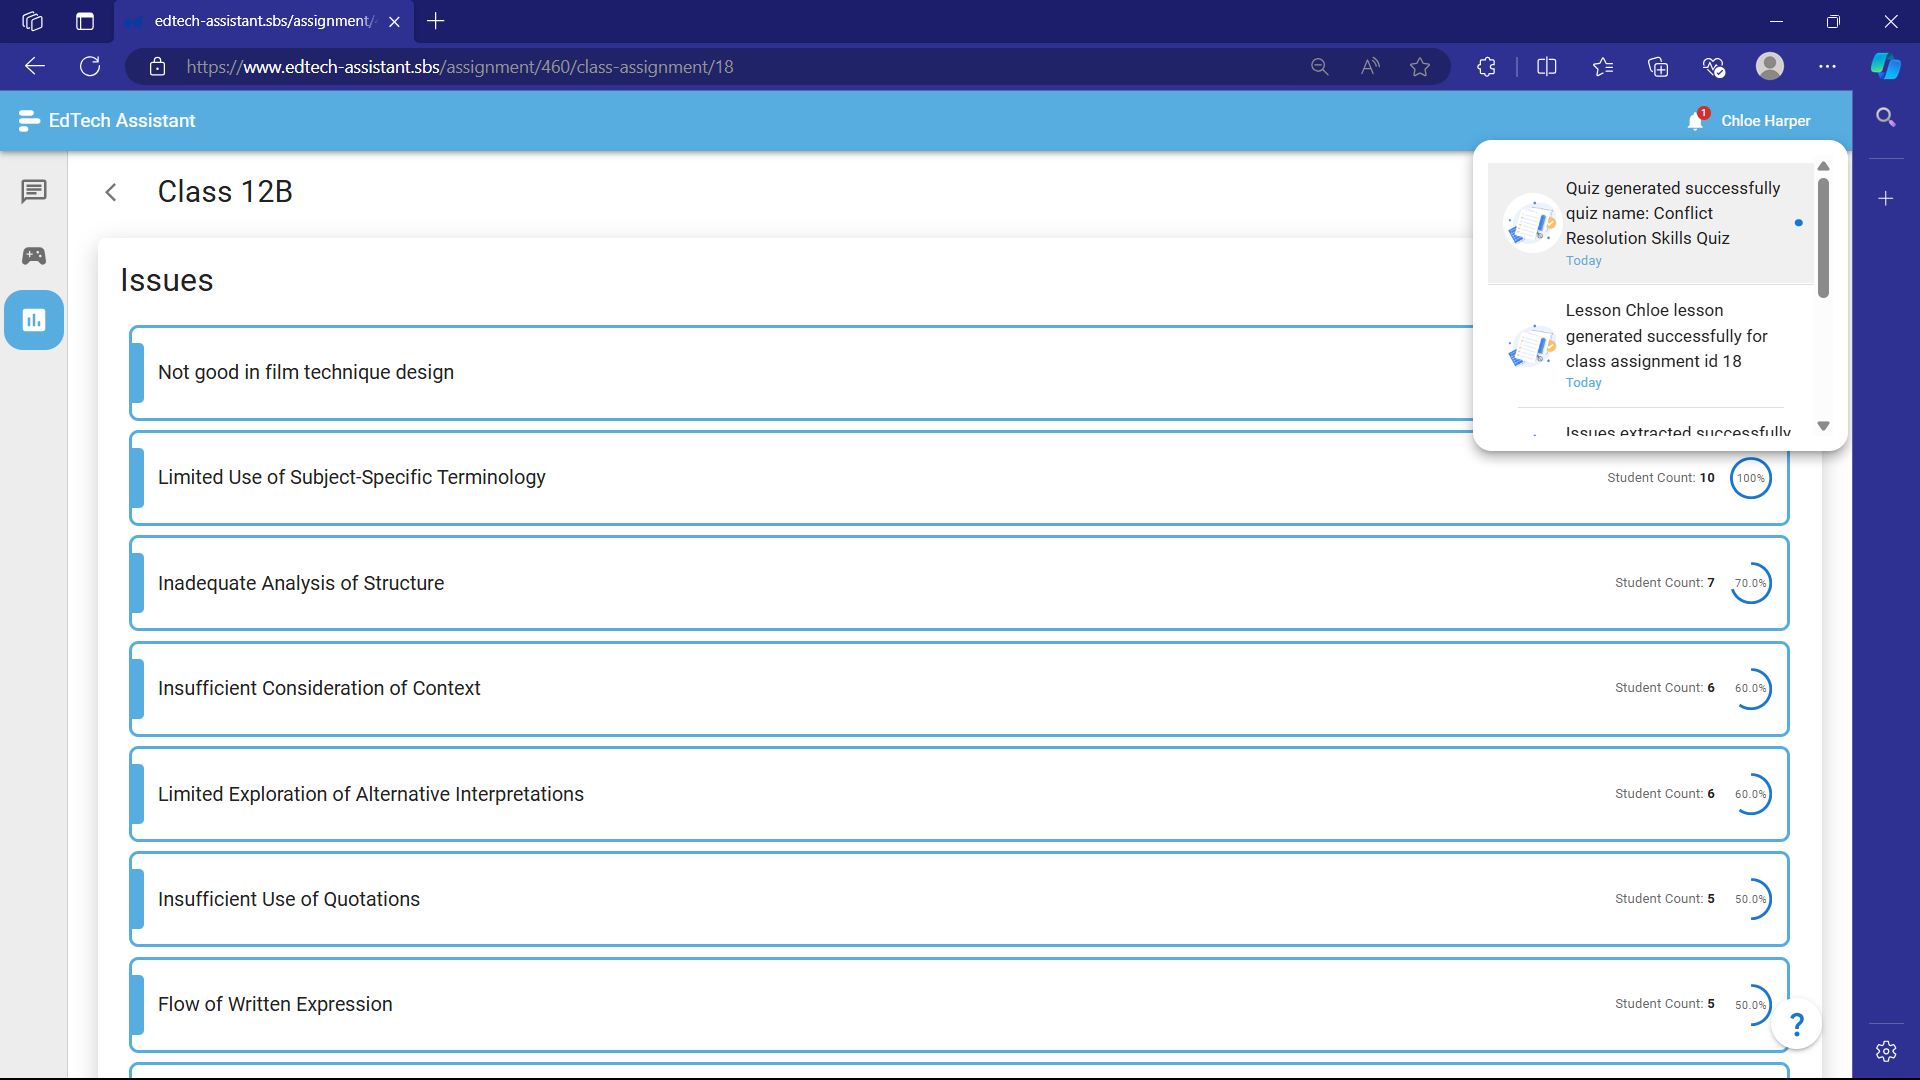 edtech-assistant.sbs/assignment/
https://www.edtech-assistant.sbs/assignment/460/class-assignment/18
EdTech Assistant
1
Chloe Harper
Class 12B
Quiz generated successfully
quiz name: Conflict
Resolution Skills Quiz
Today
Lesson Chloe lesson
generated successfully for
class assignment id 18
Today
Issues extracted successfully
Issues
Not good in film technique design
Limited Use of Subject-Specific Terminology
Student Count: 10
100%
Inadequate Analysis of Structure
Student Count: 7
70.0%
Insufficient Consideration of Context
Student Count: 6
60.0%
Limited Exploration of Alternative Interpretations
Student Count: 6
60.0%
Insufficient Use of Quotations
Student Count: 5
50.0%
Flow of Written Expression
Student Count: 5
50.0%
?